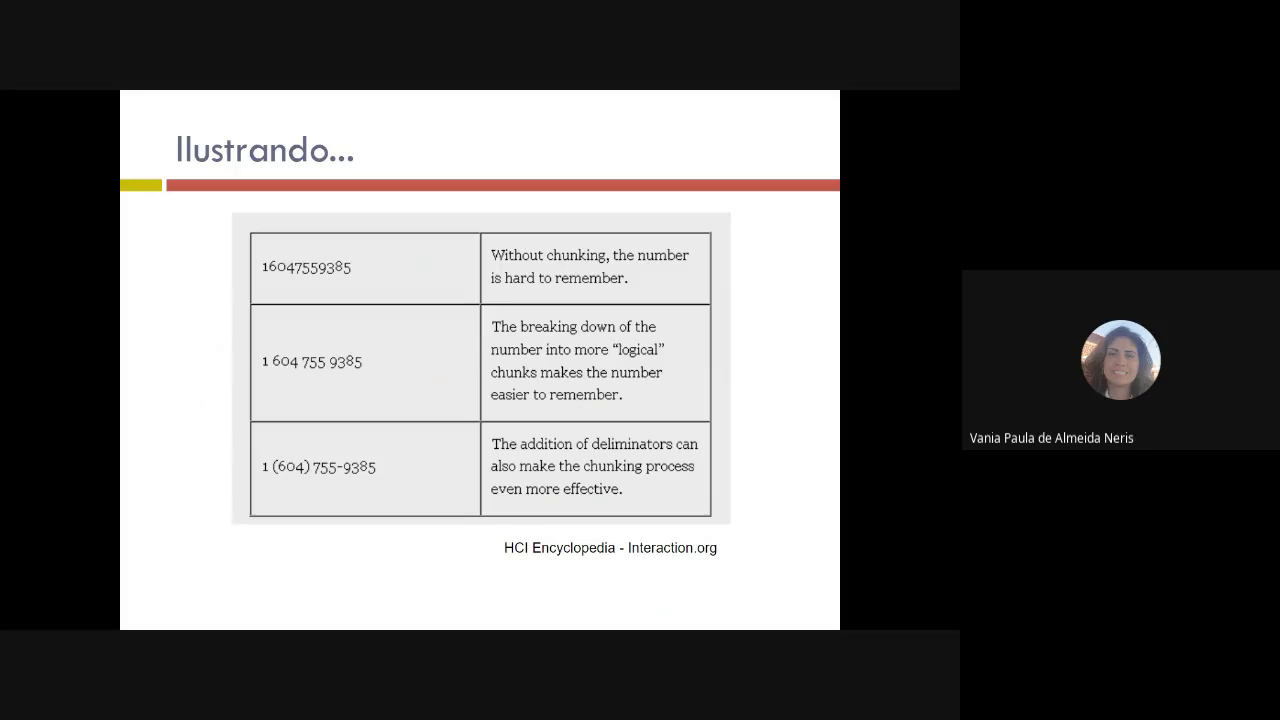 Ilustrando...
16047559385
Without chunking, the number
is hard to remember.
1 604 755 9385
The breaking down of the
number into more “logical”
chunks makes the number
easier to remember.
1 (604) 755-9385
The addition of deliminators can
also make the chunking process
even more effective.
HCI Encyclopedia - Interaction.org
Vania Paula de Almeida Neris